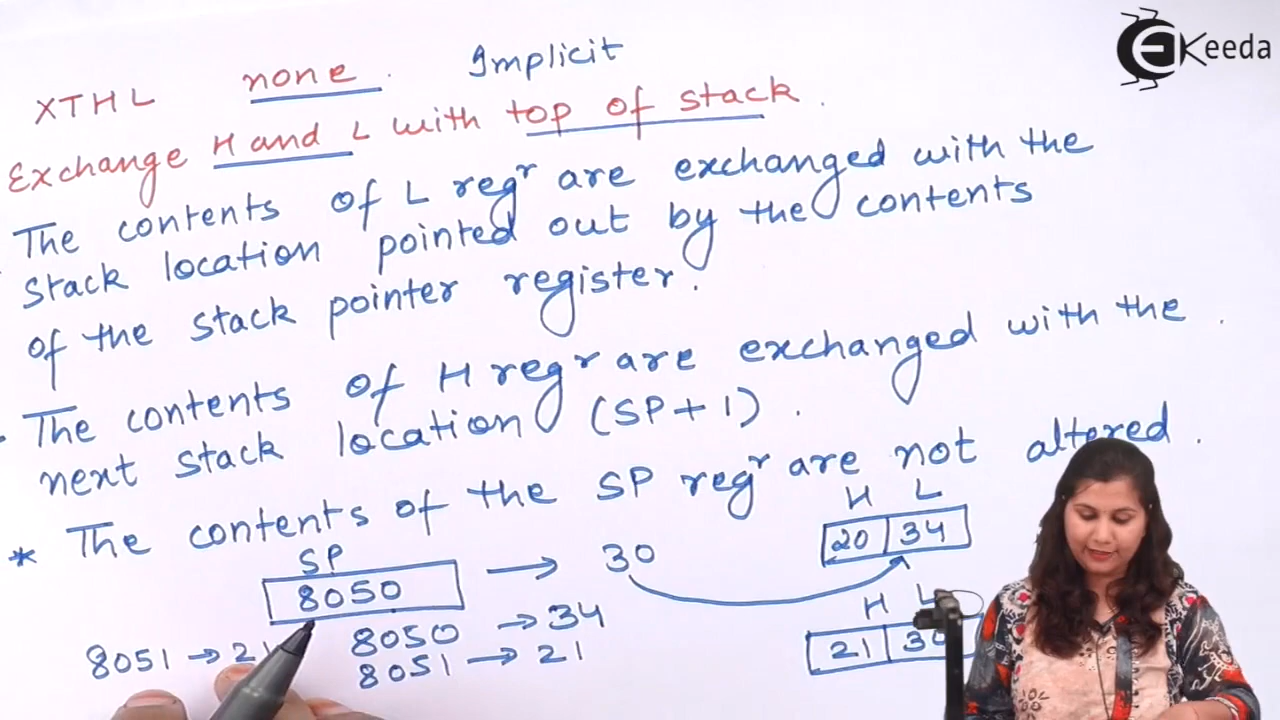 EKeeda
XTHL none. Implicit
Exchange H and L with top of stack.
The contents of L regr are exchanged with the
stack location pointed out by the contents
of the stack pointer register.
The contents of H regr are exchanged with the
next stack location (SP+1).
* The contents of the SP regr are not altered.
SP H L
8050 → 30 20 34
H L
8050 → 34
8051 → 21 8051 → 21 21 30